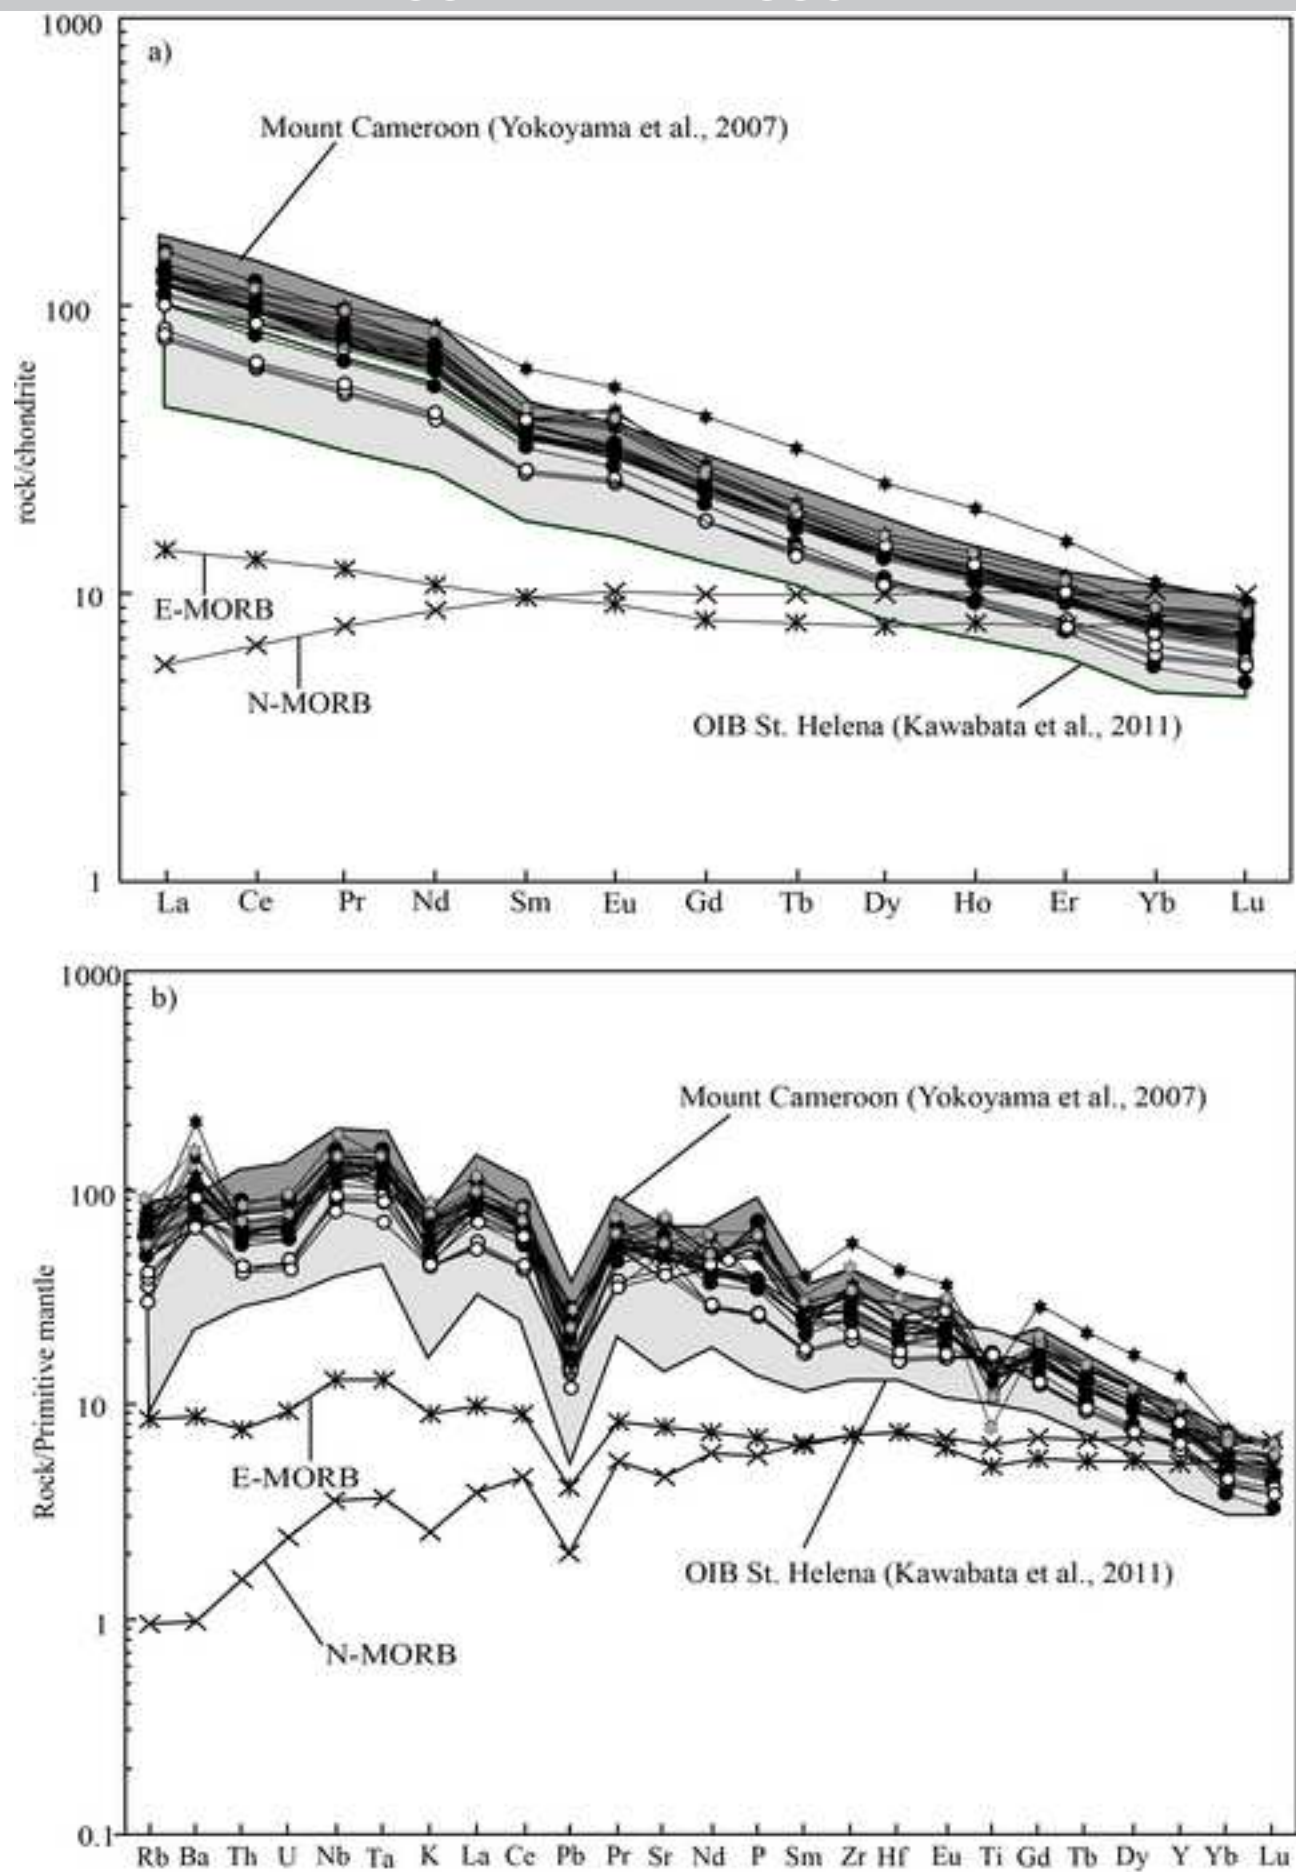 1000
a)
Mount Cameroon (Yokoyama et al., 2007)
100
rock/chondrite
10
E-MORB
N-MORB
OIB St. Helena (Kawabata et al., 2011)
1
La Ce Pr Nd Sm Eu Gd Tb Dy Ho Er Yb Lu
1000
b)
Mount Cameroon (Yokoyama et al., 2007)
100
Rock/Primitive mantle
10
E-MORB
OIB St. Helena (Kawabata et al., 2011)
1
N-MORB
0.1
Rb Ba Th U Nb Ta K La Ce Pb Pr Sr Nd P Sm Zr Hf Eu Ti Gd Tb Dy Y Yb Lu